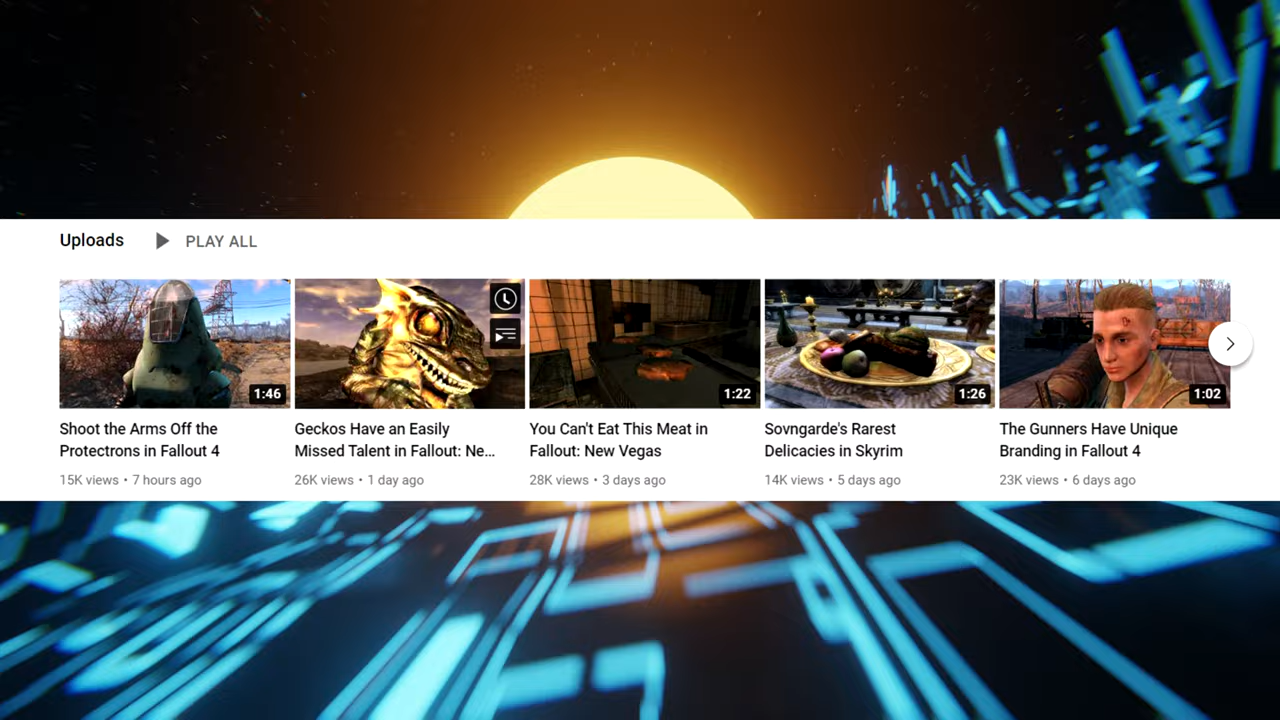 Uploads PLAY ALL
1:46
1:22
1:26
1:02
Shoot the Arms Off the
Protectrons in Fallout 4
15K views • 7 hours ago
Geckos Have an Easily
Missed Talent in Fallout: Ne...
26K views • 1 day ago
You Can't Eat This Meat in
Fallout: New Vegas
28K views • 3 days ago
Sovngarde's Rarest
Delicacies in Skyrim
14K views • 5 days ago
The Gunners Have Unique
Branding in Fallout 4
23K views • 6 days ago